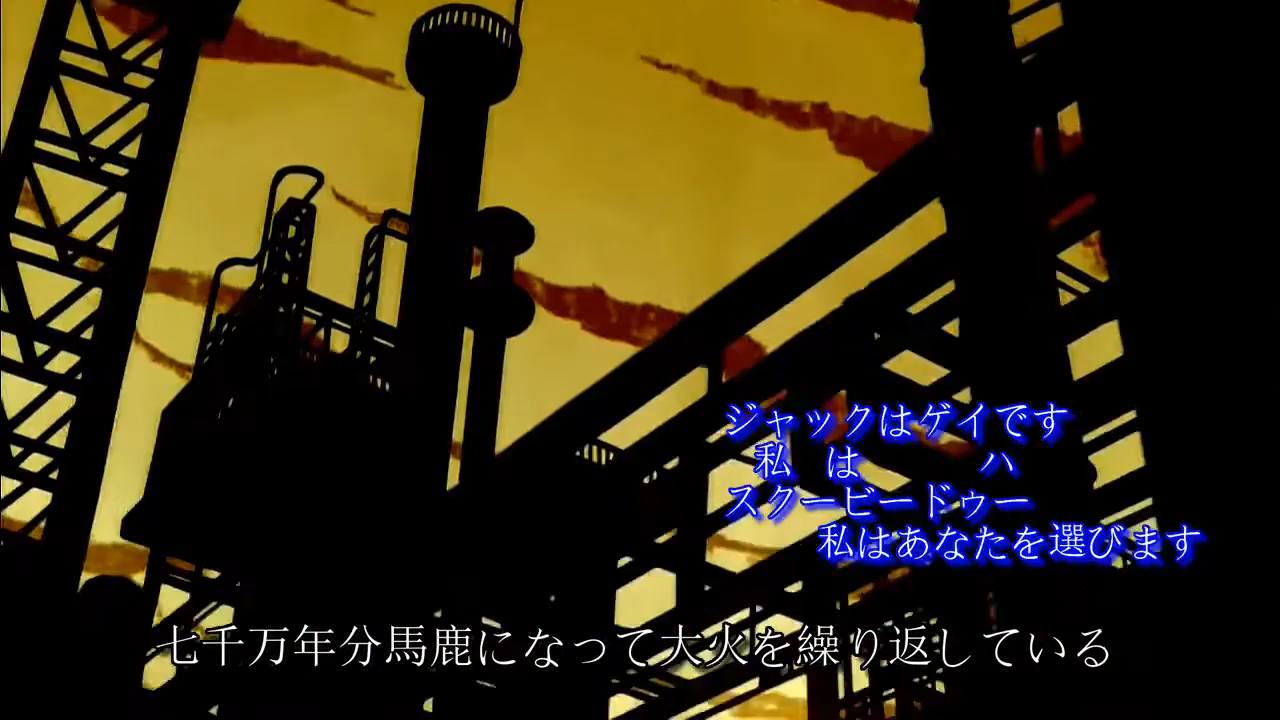 ジャックはゲイです
私　は　　　ハ
スクービードゥー
私はあなたを選びます
七千万年分馬鹿になって大火を繰り返している